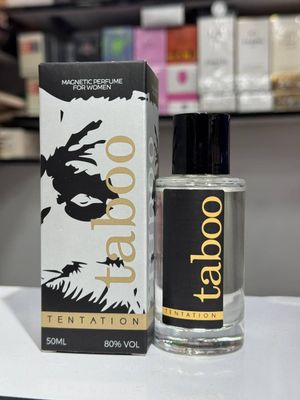 MAGNETIC PERFUME
FOR WOMEN
taboo
TENTATION
50ML
80% VOL
taboo
TENTATION